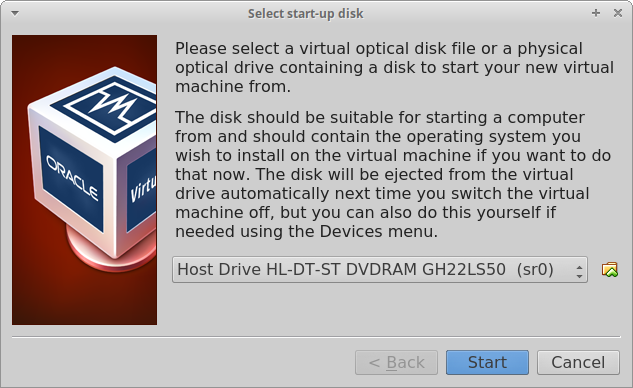 Select start-up disk
Please select a virtual optical disk file or a physical
optical drive containing a disk to start your new virtual
machine from.
The disk should be suitable for starting a computer
from and should contain the operating system you
wish to install on the virtual machine if you want to do
that now. The disk will be ejected from the virtual
drive automatically next time you switch the virtual
machine off, but you can also do this yourself if
needed using the Devices menu.
ORACLE
Host Drive HL-DT-ST DVDRAM GH22LS50 (sr0)
< Back
Start
Cancel